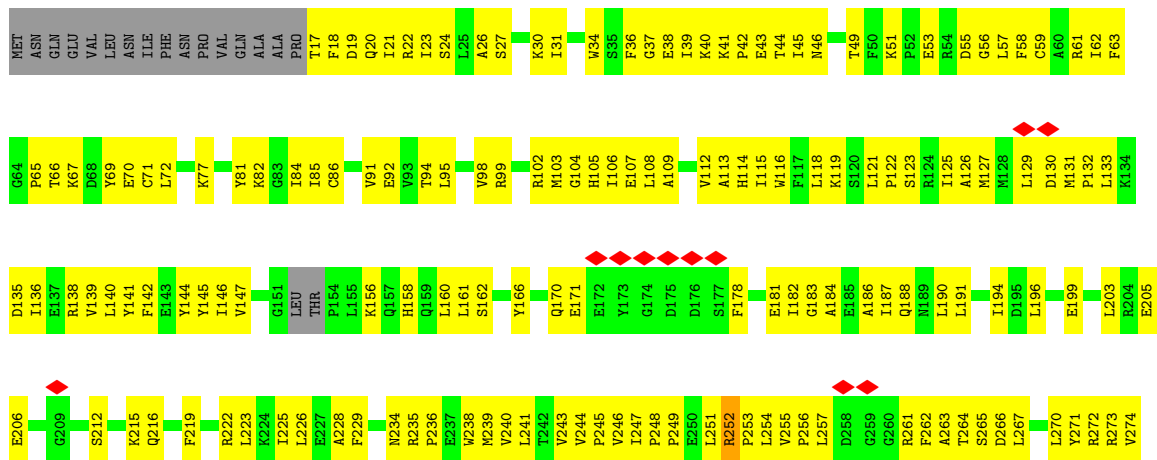 MET ASN GLN GLU VAL LEU ASN ILE PHE ASN PRO VAL GLN ALA ALA PRO T17 F18 D19 Q20 I21 R22 I23 S24 L25 A26 S27 K30 I31 W34 S35 F36 G37 E38 I39 K40 K41 P42 E43 T44 I45 N46 T49 F50 K51 P52 E53 R54 D55 G56 L57 F58 C59 A60 R61 I62 F63
G64 P65 T66 K67 D68 Y69 E70 C71 L72 K77 Y81 K82 G83 I84 I85 C86 V91 E92 V93 T94 L95 V98 R99 R102 M103 G104 H105 I106 E107 L108 A109 V112 A113 H114 I115 W116 F117 L118 K119 S120 L121 P122 S123 R124 I125 A126 M127 M128 L129 D130 M131 P132 L133 K134
D135 I136 E137 R138 V139 L140 Y141 F142 E143 Y144 Y145 I146 V147 G151 LEU THR P154 L155 K156 Q157 H158 Q159 L160 L161 S162 Y166 Q170 E171 E172 Y173 G174 D175 D176 S177 F178 E181 I182 G183 A184 E185 A186 I187 Q188 N189 L190 L191 I194 D195 L196 E199 L203 R204 E205
E206 G209 S212 K215 Q216 F219 R222 L223 K224 I225 L226 E227 A228 F229 N234 R235 P236 E237 W238 M239 V240 L241 T242 V243 V244 P245 V246 I247 P248 P249 E250 L251 R252 P253 L254 V255 P256 L257 D258 G259 G260 R261 F262 A263 T264 S265 D266 L267 L270 Y271 R272 R273 V274